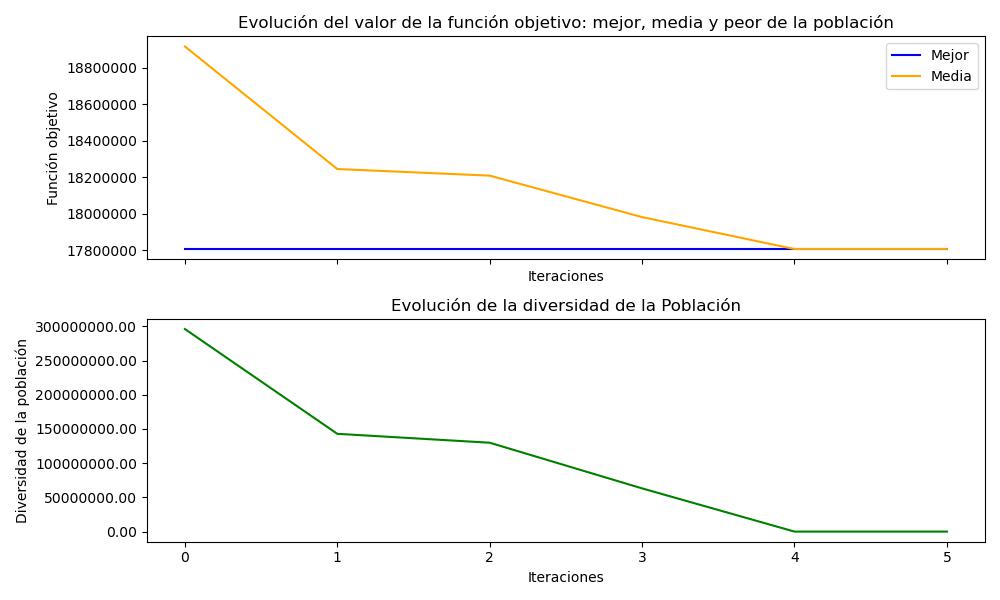 Evolución del valor de la función objetivo: mejor, media y peor de la población
Función objetivo
18800000
18600000
18400000
18200000
18000000
17800000
Mejor
Media
Iteraciones
Evolución de la diversidad de la Población
Diversidad de la población
300000000.00
250000000.00
200000000.00
150000000.00
100000000.00
50000000.00
0.00
0 1 2 3 4 5
Iteraciones